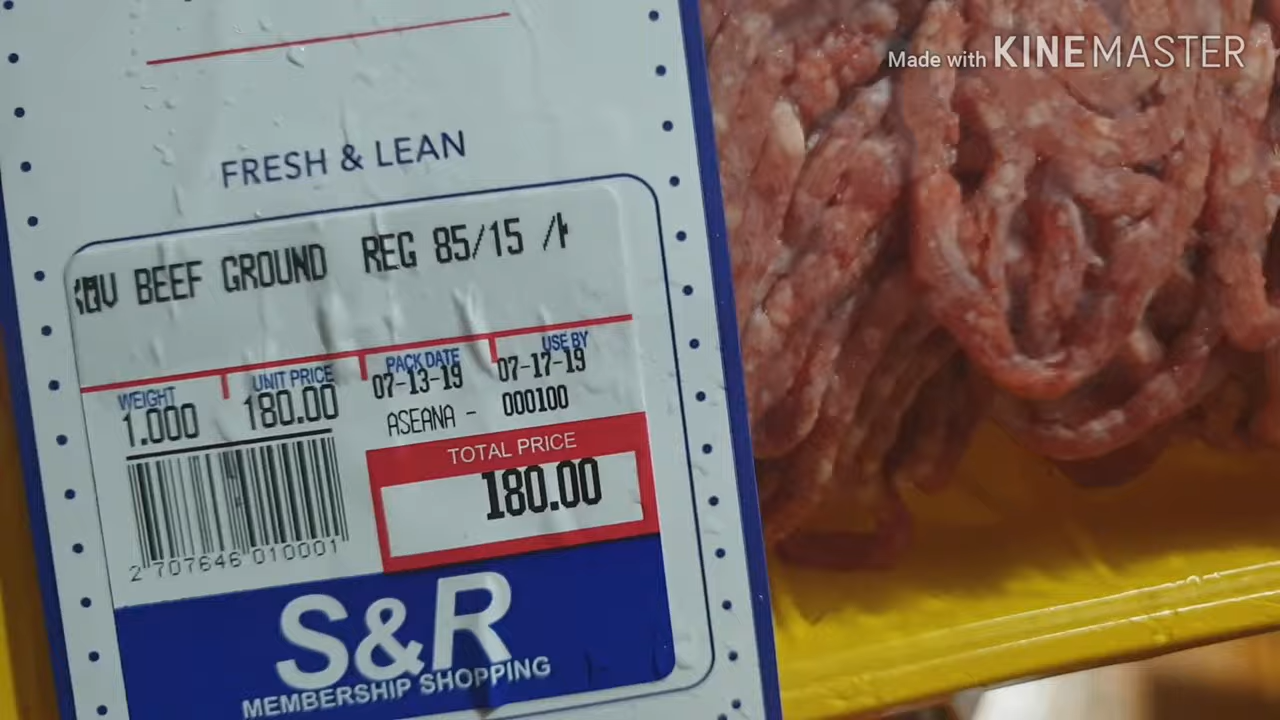 Made with KINEMASTER
FRESH & LEAN
BEEF GROUND REG 85/15
WEIGHT UNIT PRICE PACK DATE USE BY
1.000 180.00 07-13-19 07-17-19
ASEANA - 000100
TOTAL PRICE
180.00
2 707646 010001
S&R
MEMBERSHIP SHOPPING